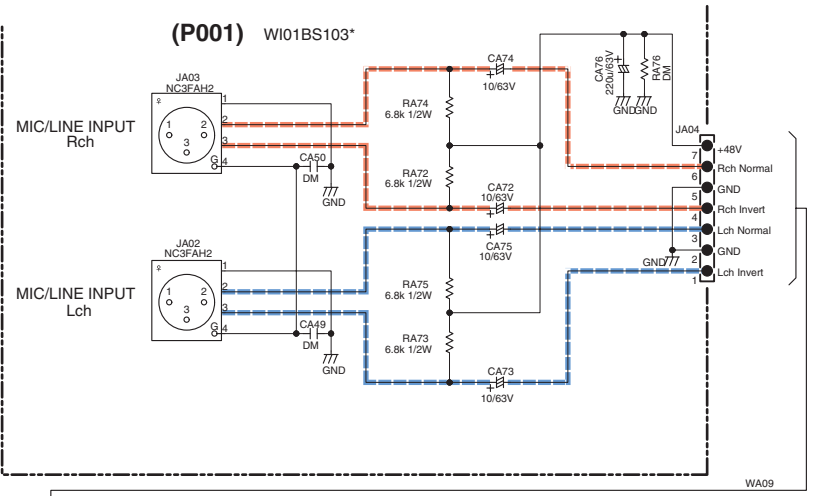 (P001) WI01BS103*
JA03
NC3FAH2
♀
1
2
3
G
1
2
3
4
MIC/LINE INPUT
Rch
CA50
DM
GND
RA74
6.8k 1/2W
RA72
6.8k 1/2W
CA74
+
10/63V
CA72
10/63V
+
CA75
10/63V
+
CA76
220u/63V
+
RA76
DM
GND
GND
JA04
+48V
7
Rch Normal
6
GND
5
Rch Invert
4
Lch Normal
3
GND
2
Lch Invert
1
GND
JA02
NC3FAH2
♀
1
2
3
G
1
2
3
4
MIC/LINE INPUT
Lch
CA49
DM
GND
RA75
6.8k 1/2W
RA73
6.8k 1/2W
CA73
+
10/63V
WA09